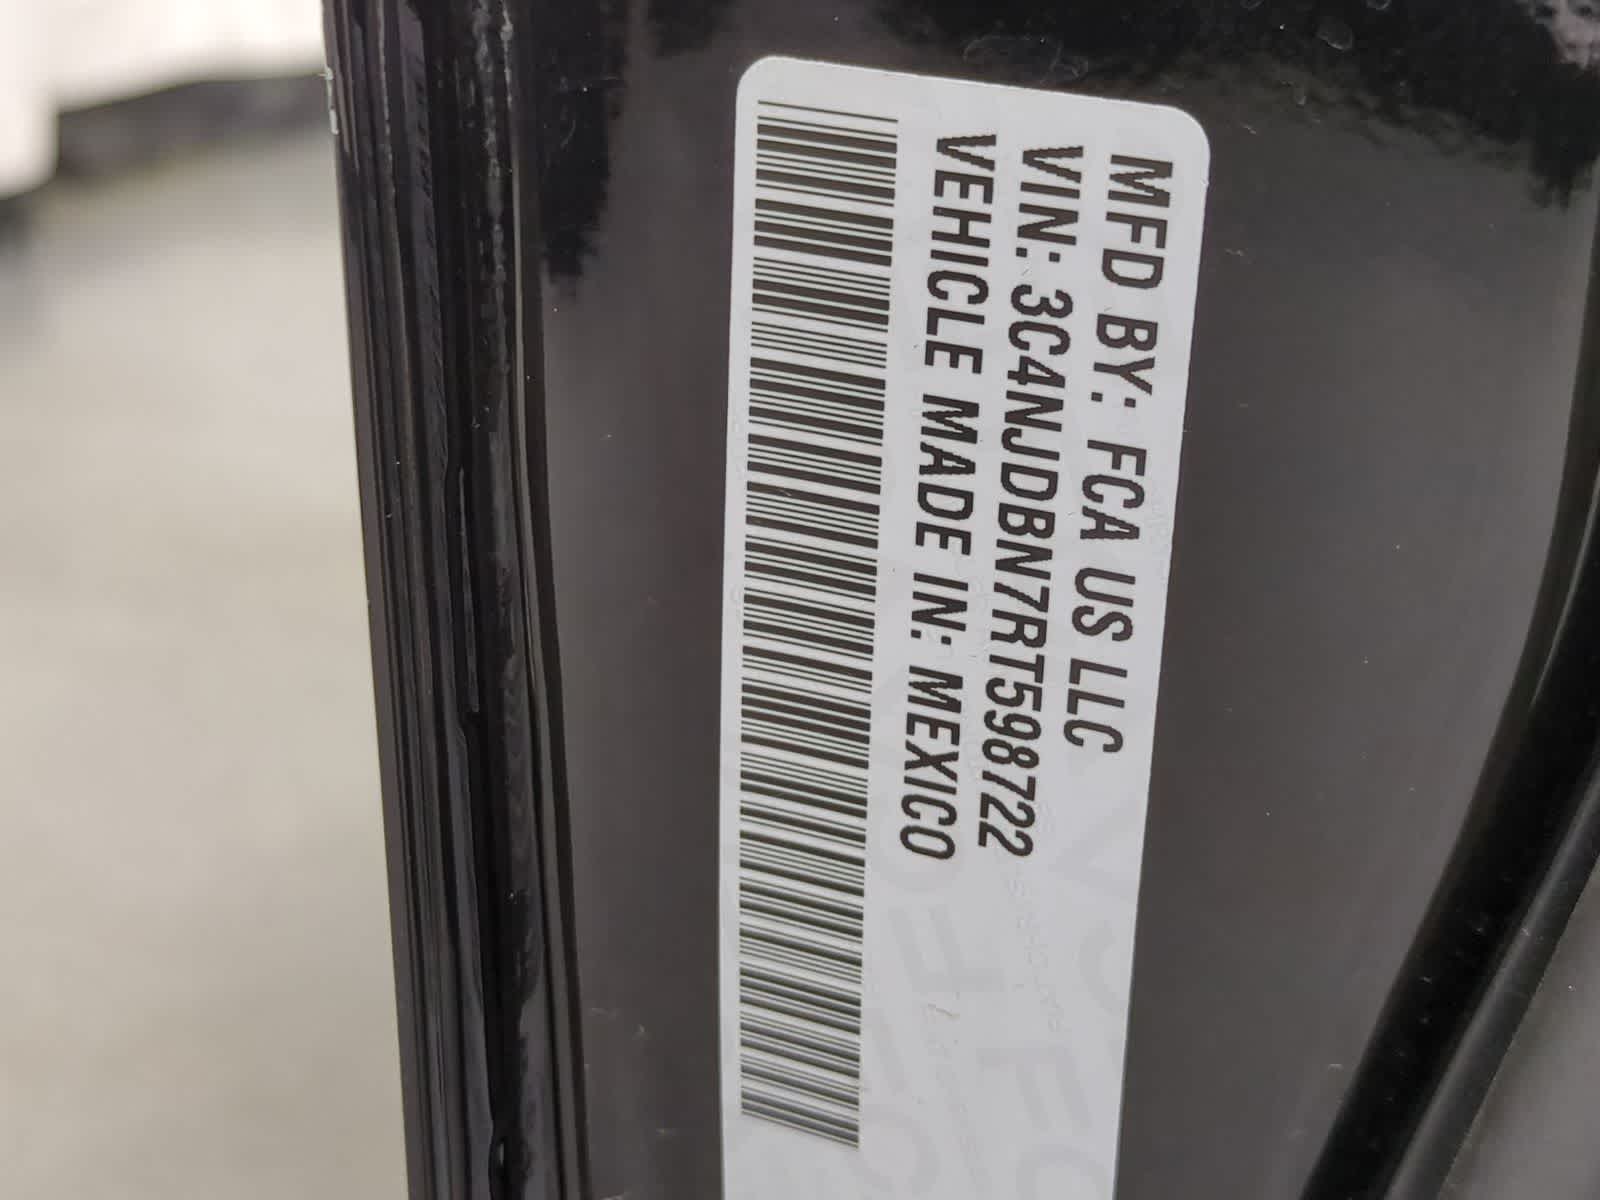 MFD BY: FCA US LLC
VIN: 3C4NJDBN7RT598722
VEHICLE MADE IN: MEXICO